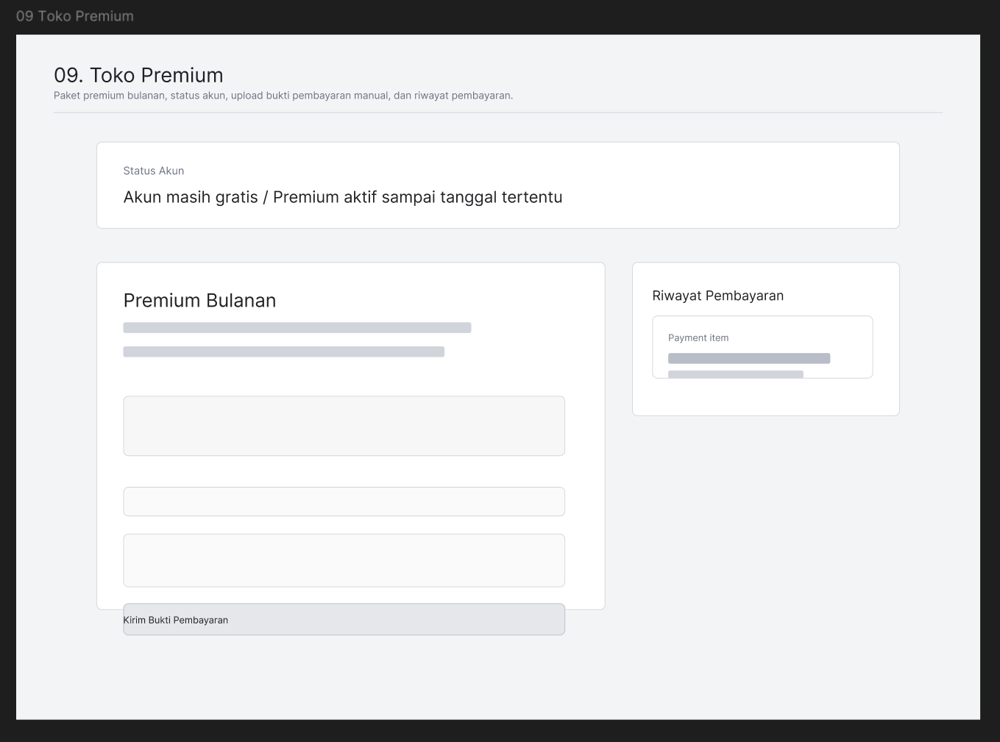 09 Toko Premium
09. Toko Premium
Paket premium bulanan, status akun, upload bukti pembayaran manual, dan riwayat pembayaran.
Status Akun
Akun masih gratis / Premium aktif sampai tanggal tertentu
Premium Bulanan
Riwayat Pembayaran
Payment item
Kirim Bukti Pembayaran